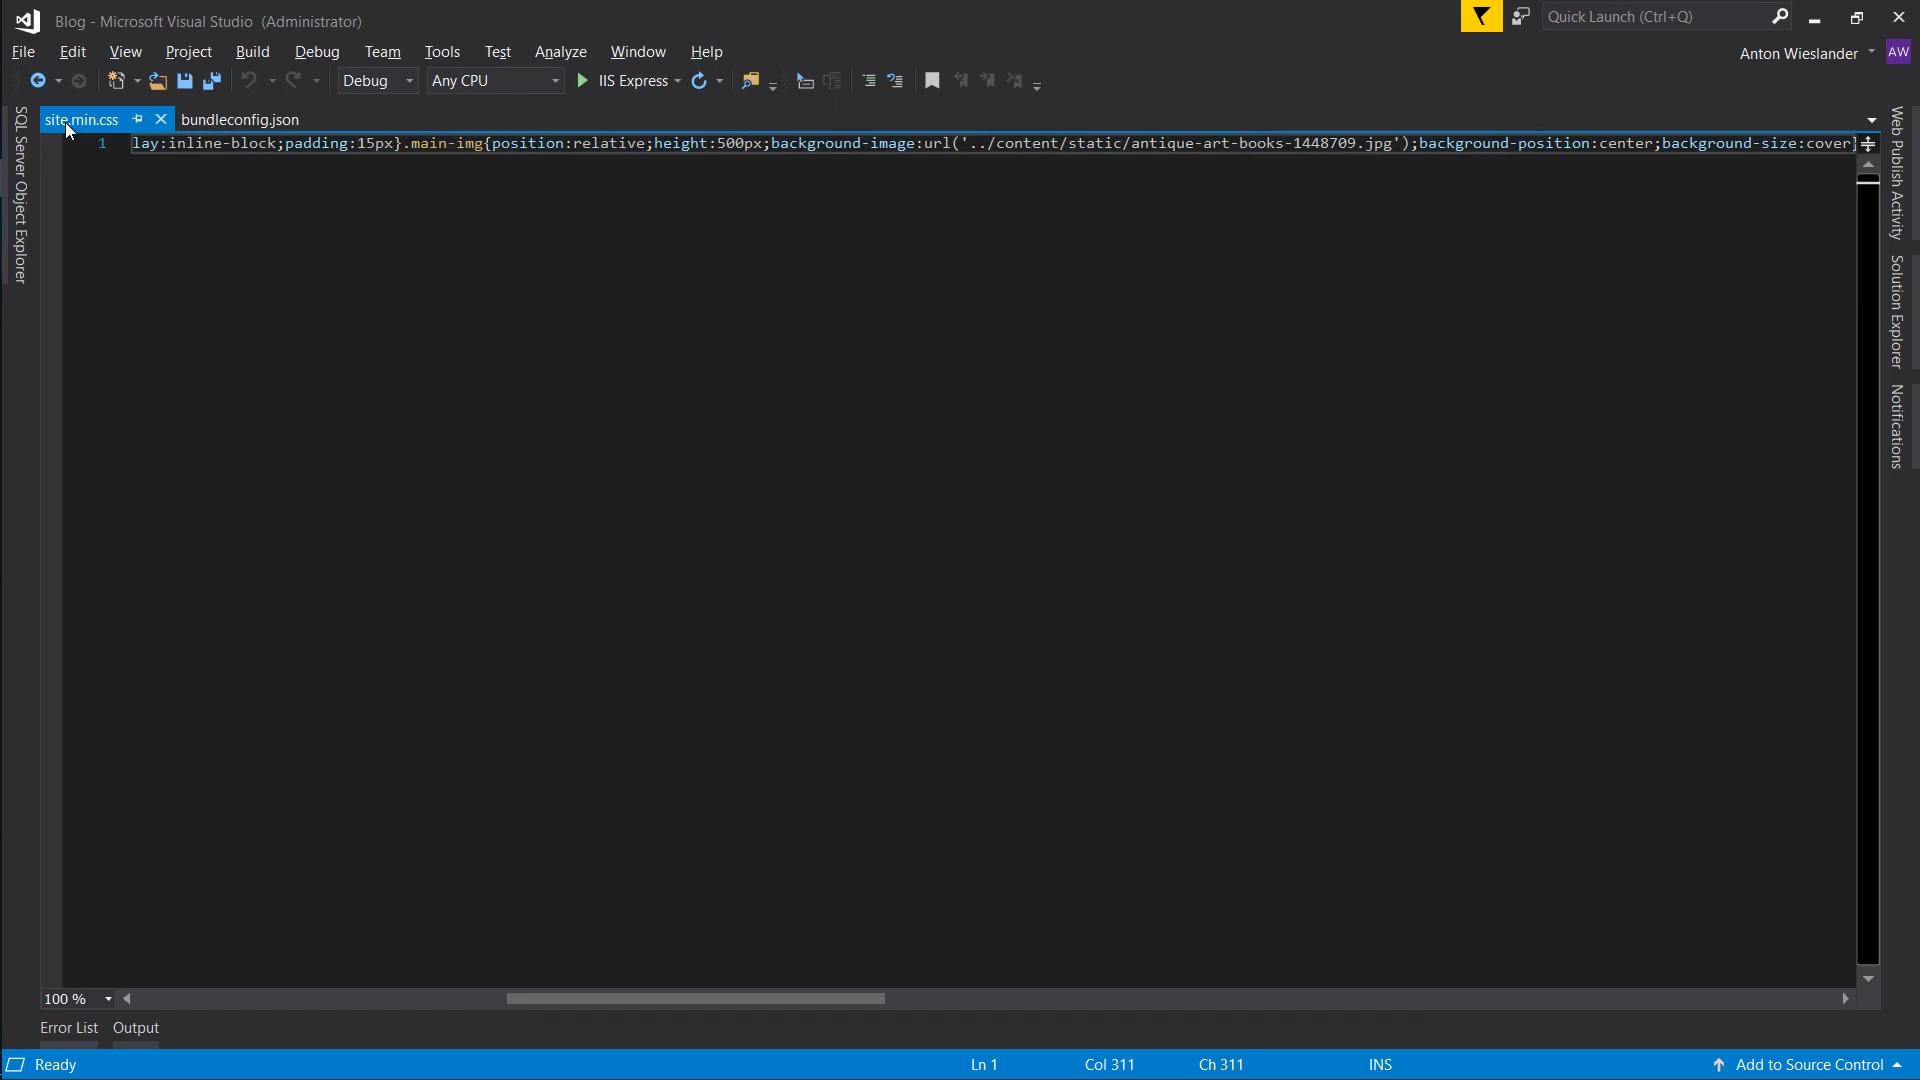 Blog - Microsoft Visual Studio (Administrator)
Quick Launch (Ctrl+Q)
File Edit View Project Build Debug Team Tools Test Analyze Window Help
Anton Wieslander AW
Debug Any CPU IIS Express
site.min.css bundleconfig.json
1 lay:inline-block;padding:15px}.main-img{position:relative;height:500px;background-image:url('../content/static/antique-art-books-1448709.jpg');background-position:center;background-size:cover}
SQL Server Object Explorer
Web Publish Activity
Solution Explorer
Notifications
100 %
Error List Output
Ready Ln 1 Col 311 Ch 311 INS Add to Source Control